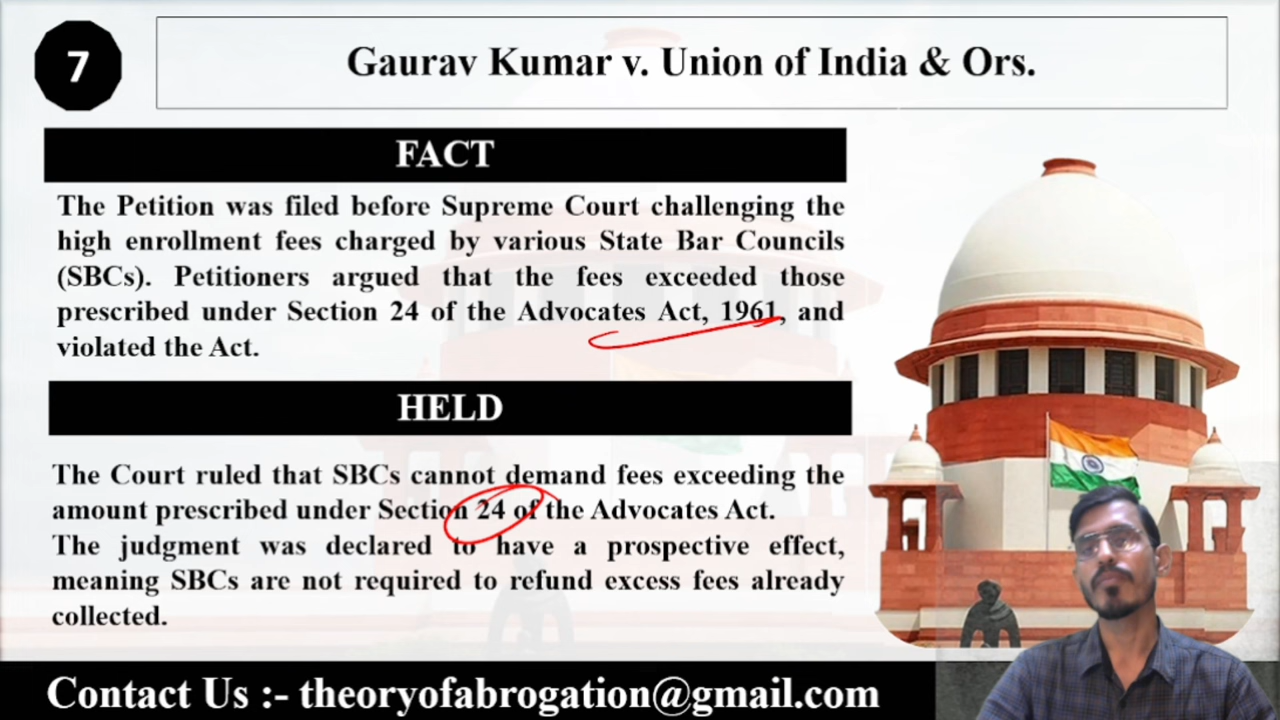 7
Gaurav Kumar v. Union of India & Ors.
FACT
The Petition was filed before Supreme Court challenging the
high enrollment fees charged by various State Bar Councils
(SBCs). Petitioners argued that the fees exceeded those
prescribed under Section 24 of the Advocates Act, 1961, and
violated the Act.
HELD
The Court ruled that SBCs cannot demand fees exceeding the
amount prescribed under Section 24 of the Advocates Act.
The judgment was declared to have a prospective effect,
meaning SBCs are not required to refund excess fees already
collected.
Contact Us :- theoryofabrogation@gmail.com